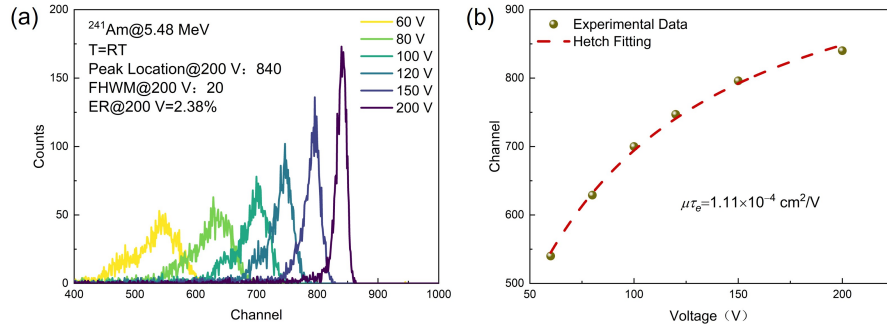 (a)
200
150
100
50
0
Counts
400
500
600
700
800
900
1000
Channel
²⁴¹Am@5.48 MeV
T=RT
Peak Location@200 V：840
FHWM@200 V：20
ER@200 V=2.38%
60 V
80 V
100 V
120 V
150 V
200 V
(b)
900
800
700
600
500
Channel
50
100
150
200
Voltage（V）
Experimental Data
Hetch Fitting
μτₑ=1.11×10⁻⁴ cm²/V